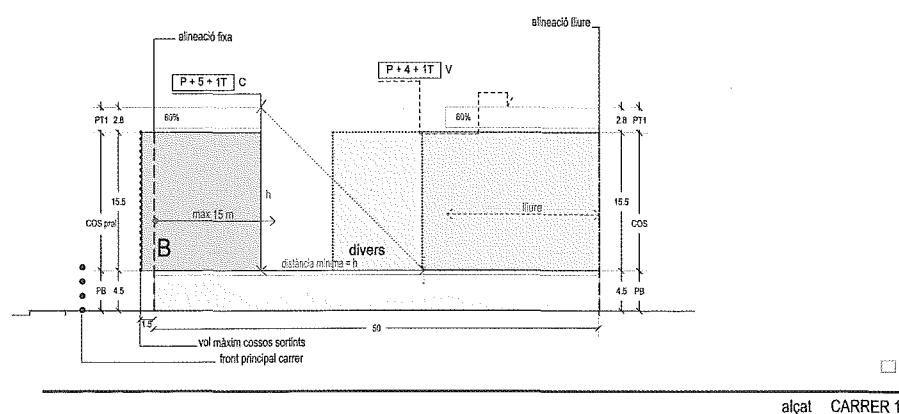 alineació fixa
alineació lliure
P + 5 + 1T C
P + 4 + 1T V
PT1 2.8
60%
60%
2.8 PT1
h
15.5
COS pral
max 15 m
lliure
15.5
COS
B
divers
distància mínima = h
PB 4.5
4.5 PB
1.5
50
vol màxim cossos sortints
front principal carrer
alçat CARRER 1